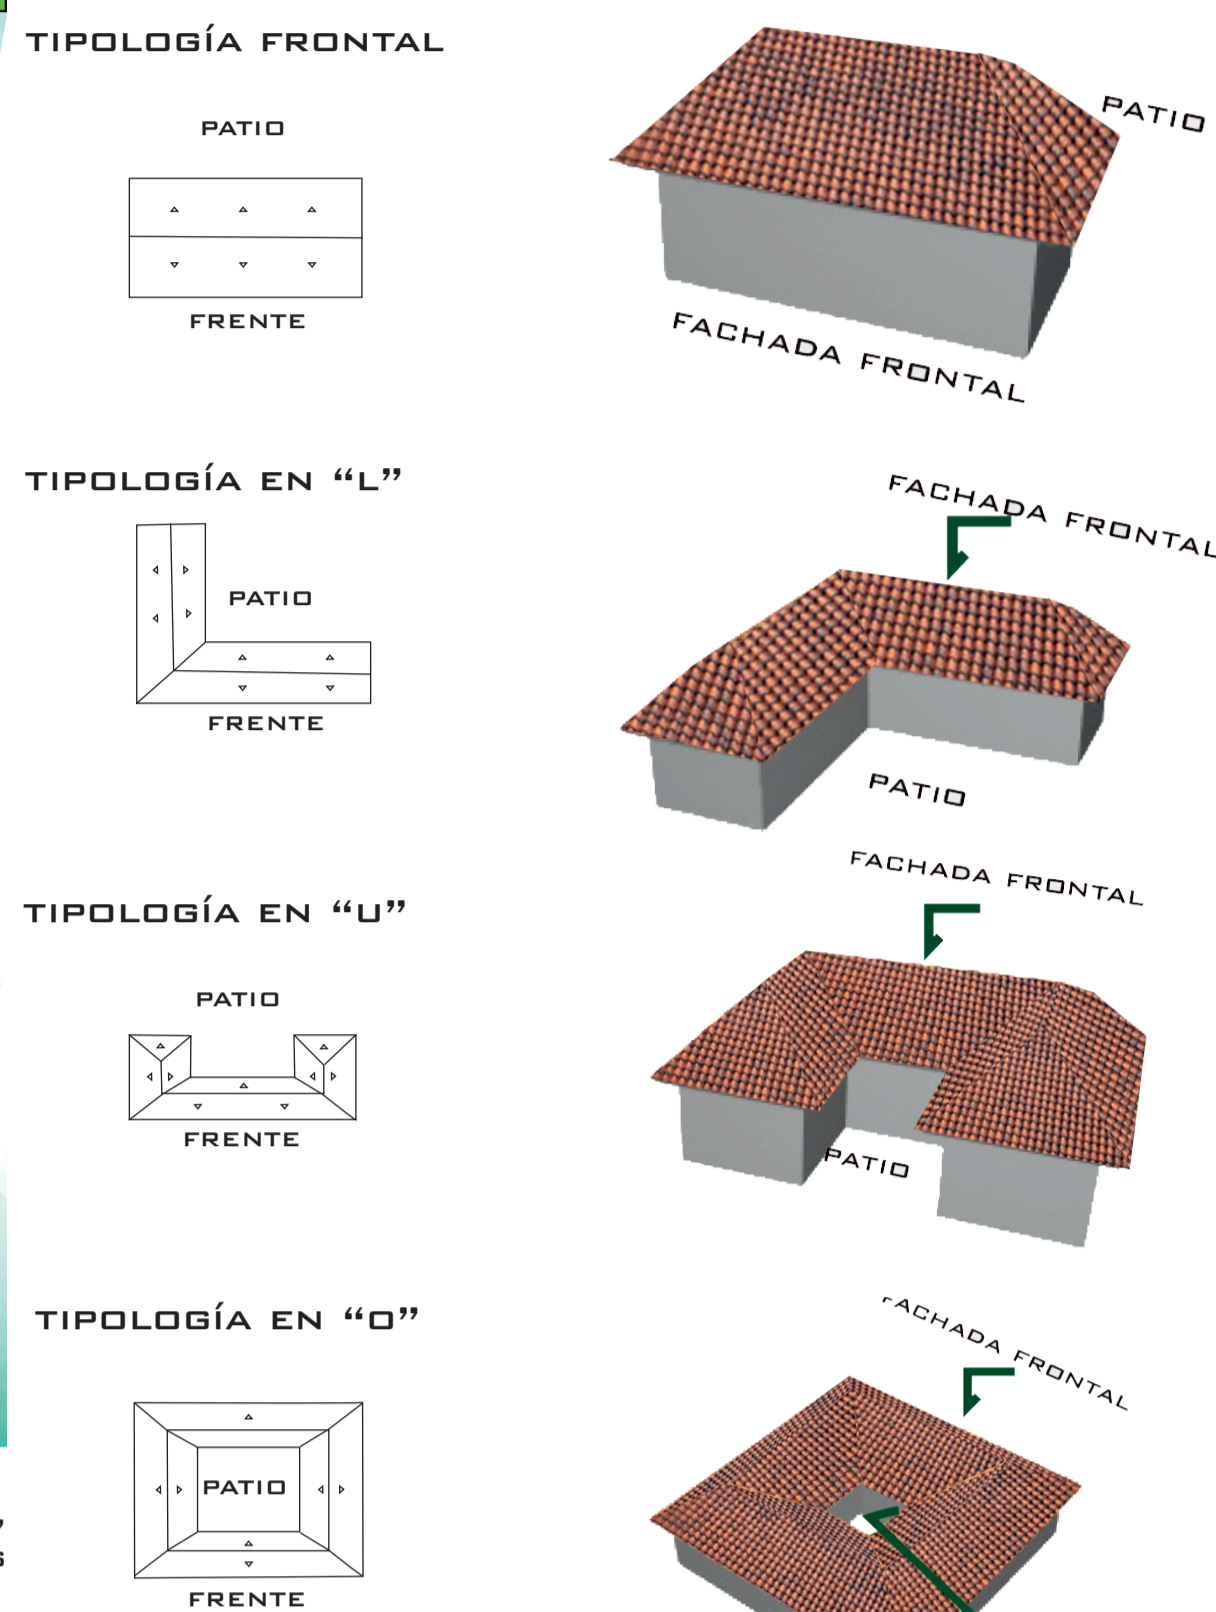 TIPOLOGÍA FRONTAL
PATIO
FRENTE
PATIO
FACHADA FRONTAL
TIPOLOGÍA EN “L”
PATIO
FRENTE
FACHADA FRONTAL
PATIO
TIPOLOGÍA EN “U”
PATIO
FRENTE
FACHADA FRONTAL
PATIO
TIPOLOGÍA EN “O”
PATIO
FRENTE
FACHADA FRONTAL